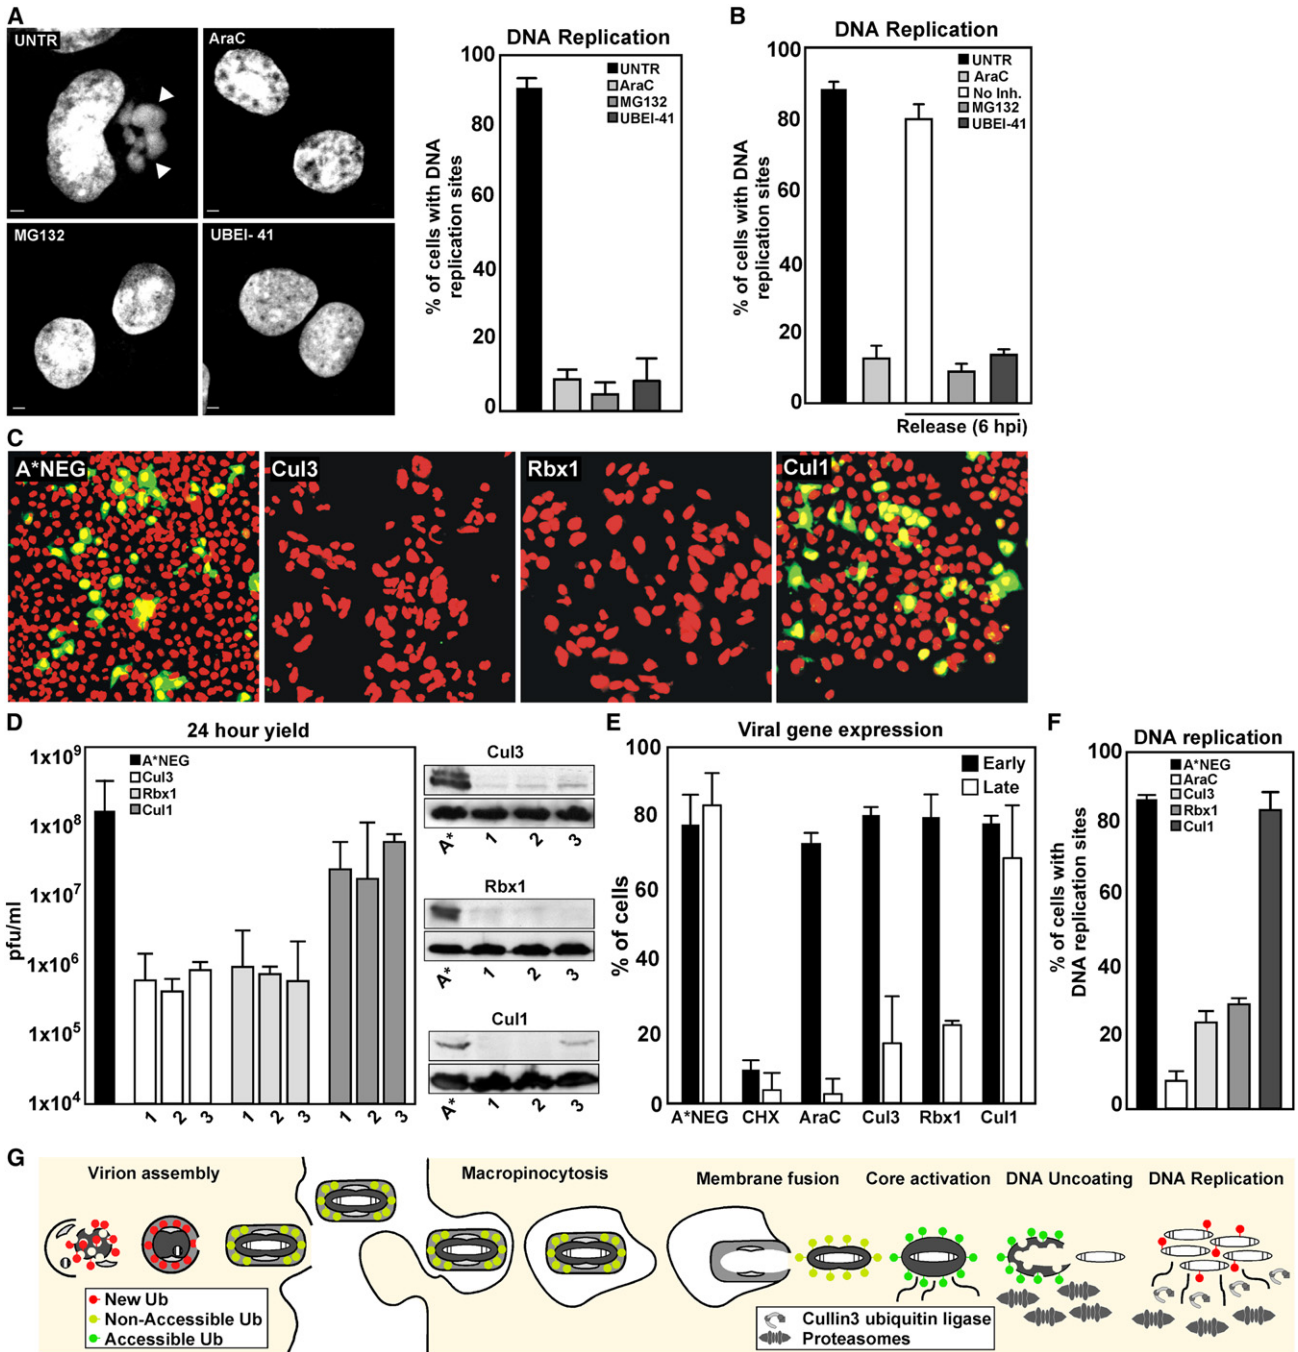 A
UNTR
AraC
MG132
UBEI- 41
DNA Replication
% of cells with DNA
replication sites
100
80
60
40
20
0
UNTR
AraC
MG132
UBEI-41
B
DNA Replication
% of cells with DNA
replication sites
100
80
60
40
20
0
UNTR
AraC
No Inh.
MG132
UBEI-41
Release (6 hpi)
C
A*NEG
Cul3
Rbx1
Cul1
D
24 hour yield
pfu/ml
1x10⁹
1x10⁸
1x10⁷
1x10⁶
1x10⁵
1x10⁴
A*NEG
Cul3
Rbx1
Cul1
1 2 3 1 2 3 1 2 3
Cul3
A* 1 2 3
Rbx1
A* 1 2 3
Cul1
A* 1 2 3
E
Viral gene expression
% of cells
100
80
60
40
20
0
Early
Late
A*NEG CHX AraC Cul3 Rbx1 Cul1
F
DNA replication
% of cells with
DNA replication sites
100
80
60
40
20
0
A*NEG
AraC
Cul3
Rbx1
Cul1
G
Virion assembly
Macropinocytosis
Membrane fusion
Core activation
DNA Uncoating
DNA Replication
New Ub
Non-Accessible Ub
Accessible Ub
Cullin3 ubiquitin ligase
Proteasomes